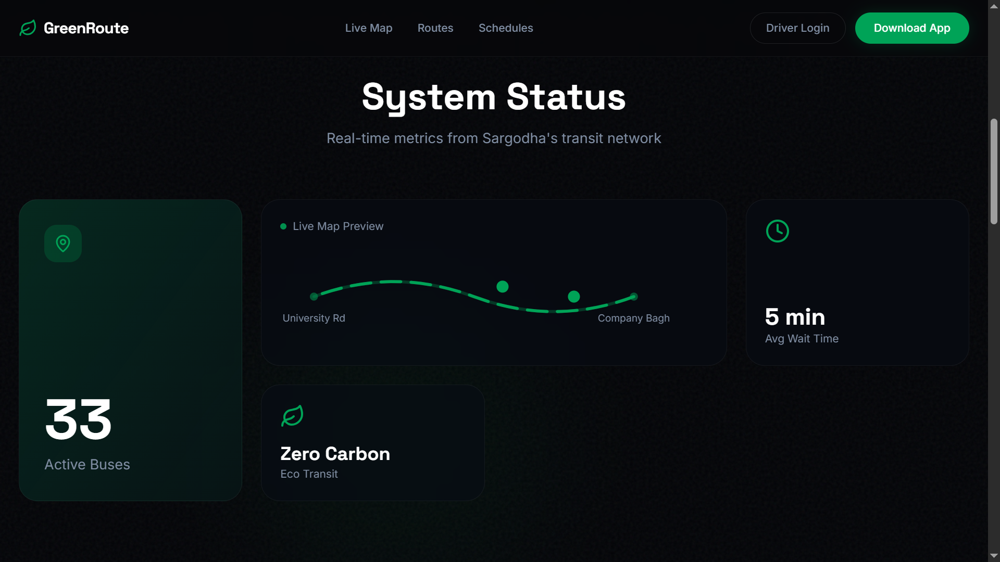 GreenRoute
Live Map
Routes
Schedules
Driver Login
Download App
System Status
Real-time metrics from Sargodha's transit network
33
Active Buses
Live Map Preview
University Rd
Company Bagh
5 min
Avg Wait Time
Zero Carbon
Eco Transit